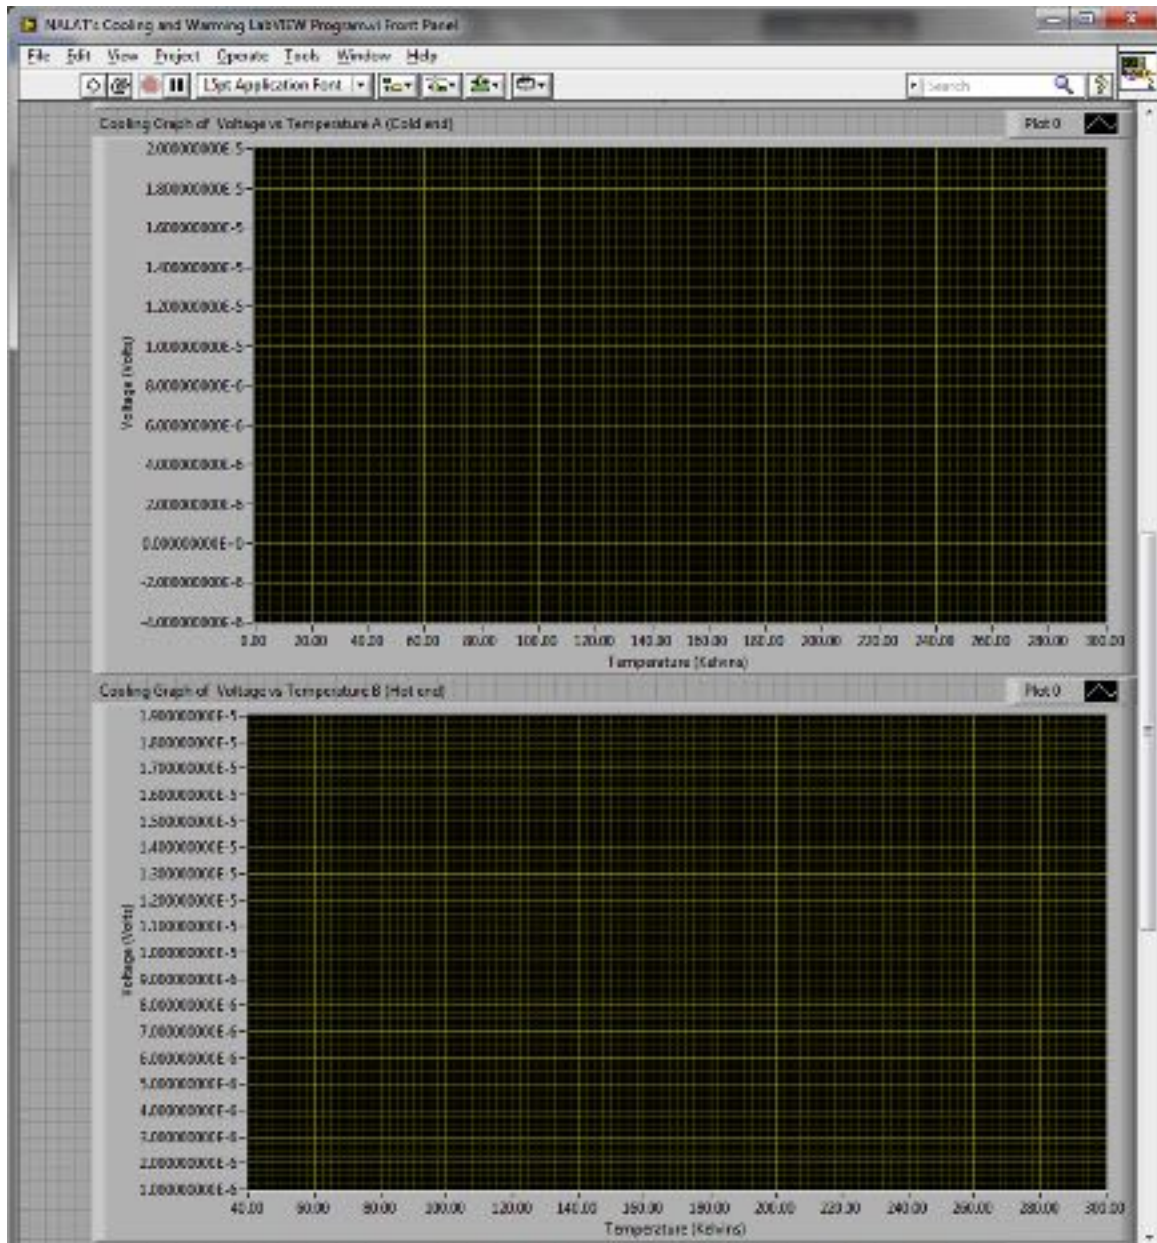 NALAT's Cooling and Warming LabVIEW Program.vi Front Panel
File Edit View Project Operate Tools Window Help
15pt Application Font
Search
Cooling Graph of Voltage vs Temperature A (Cold end)
Plot 0
2.000000000E-5
1.800000000E-5
1.600000000E-5
1.400000000E-5
1.200000000E-5
1.000000000E-5
8.000000000E-6
6.000000000E-6
4.000000000E-6
2.000000000E-6
0.000000000E+0
-2.000000000E-6
-4.000000000E-6
Voltage (Volts)
0.00 20.00 40.00 60.00 80.00 100.00 120.00 140.00 160.00 180.00 200.00 220.00 240.00 260.00 280.00 300.00
Temperature (Kelvins)
Cooling Graph of Voltage vs Temperature B (Hot end)
Plot 0
1.900000000E-5
1.800000000E-5
1.700000000E-5
1.600000000E-5
1.500000000E-5
1.400000000E-5
1.300000000E-5
1.200000000E-5
1.100000000E-5
1.000000000E-5
9.000000000E-6
8.000000000E-6
7.000000000E-6
6.000000000E-6
5.000000000E-6
4.000000000E-6
3.000000000E-6
2.000000000E-6
1.000000000E-6
Voltage (Volts)
40.00 60.00 80.00 100.00 120.00 140.00 160.00 180.00 200.00 220.00 240.00 260.00 280.00 300.00
Temperature (Kelvins)